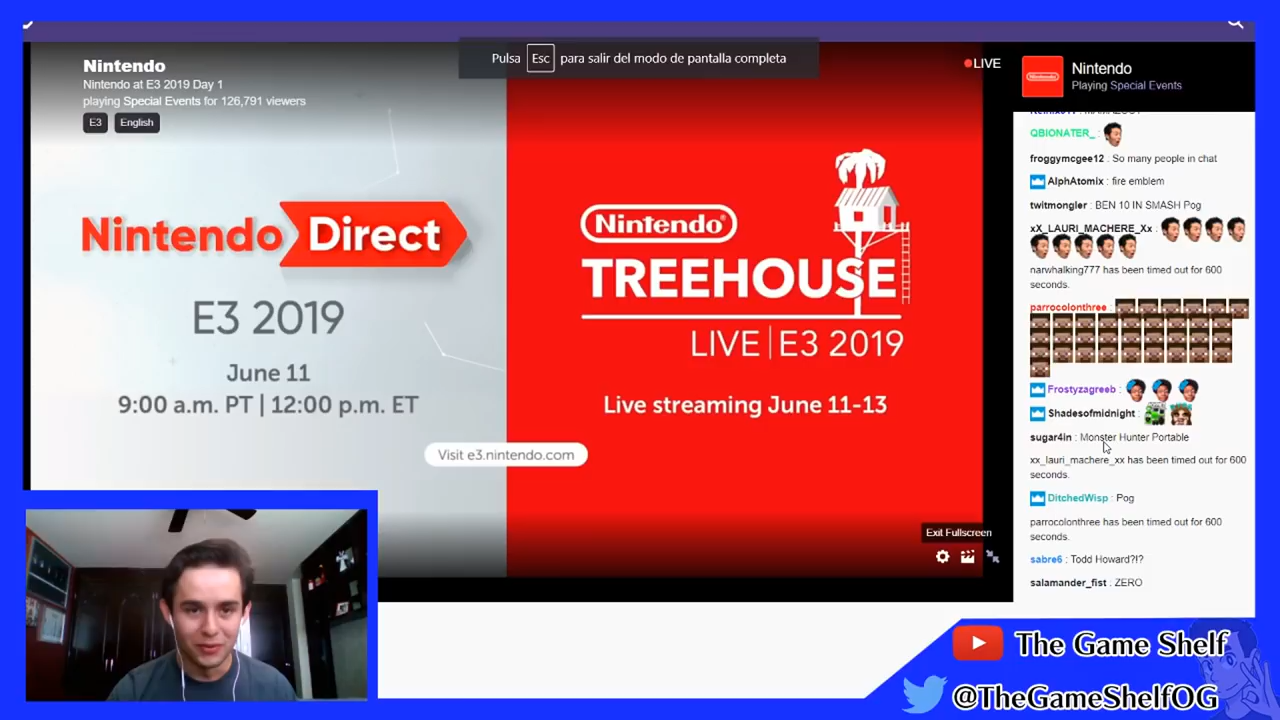 Pulsa Esc para salir del modo de pantalla completa
Nintendo
Nintendo at E3 2019 Day 1
playing Special Events for 126,791 viewers
E3 English
LIVE
Nintendo Direct
E3 2019
June 11
9:00 a.m. PT | 12:00 p.m. ET
Nintendo
TREEHOUSE
LIVE | E3 2019
Live streaming June 11-13
Visit e3.nintendo.com
Exit Fullscreen
Nintendo
Nintendo
Playing Special Events
QBIONATER_ :
froggymcgee12 : So many people in chat
AlphAtomix : fire emblem
twitmongler : BEN 10 IN SMASH Pog
xX_LAURI_MACHERE_Xx :
narwhalking777 has been timed out for 600
seconds.
parrocolonthree :
Frostyzagreeb :
Shadesofmidnight :
sugar4in : Monster Hunter Portable
xx_lauri_machere_xx has been timed out for 600
seconds.
DitchedWisp : Pog
parrocolonthree has been timed out for 600
seconds.
sabre6 : Todd Howard?!?
salamander_fist : ZERO
The Game Shelf
@TheGameShelfOG